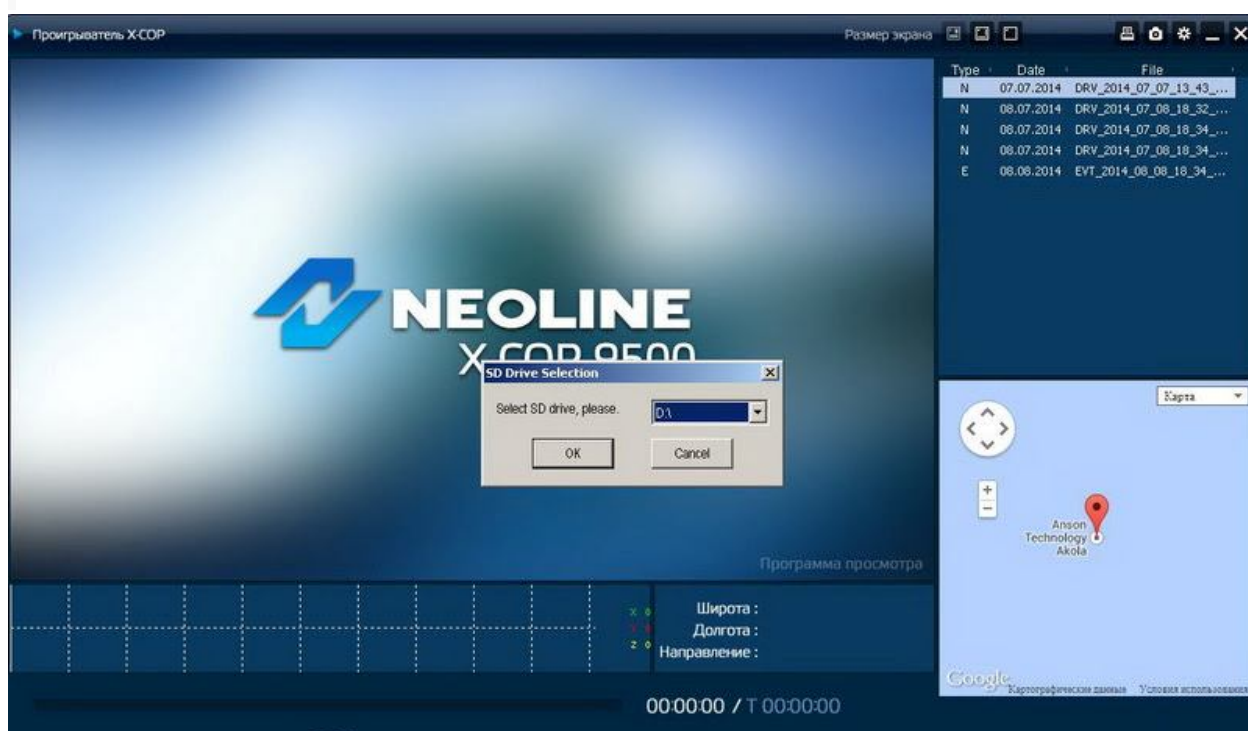 Проигрыватель X-COP
Размер экрана
Type Date File
N 07.07.2014 DRV_2014_07_07_13_43_...
N 08.07.2014 DRV_2014_07_08_18_32_...
N 08.07.2014 DRV_2014_07_08_18_34_...
N 08.07.2014 DRV_2014_07_08_18_34_...
E 08.08.2014 EVT_2014_08_08_18_34_...
NEOLINE
X-COP 9500
SD Drive Selection
Select SD drive, please. D:\
OK Cancel
Программа просмотра
Карта
+
−
Anson
Technology
Akola
Google
Картографические данные Условия использования
X 0
Y 0
Z 0
Широта :
Долгота :
Направление :
00:00:00 / T 00:00:00